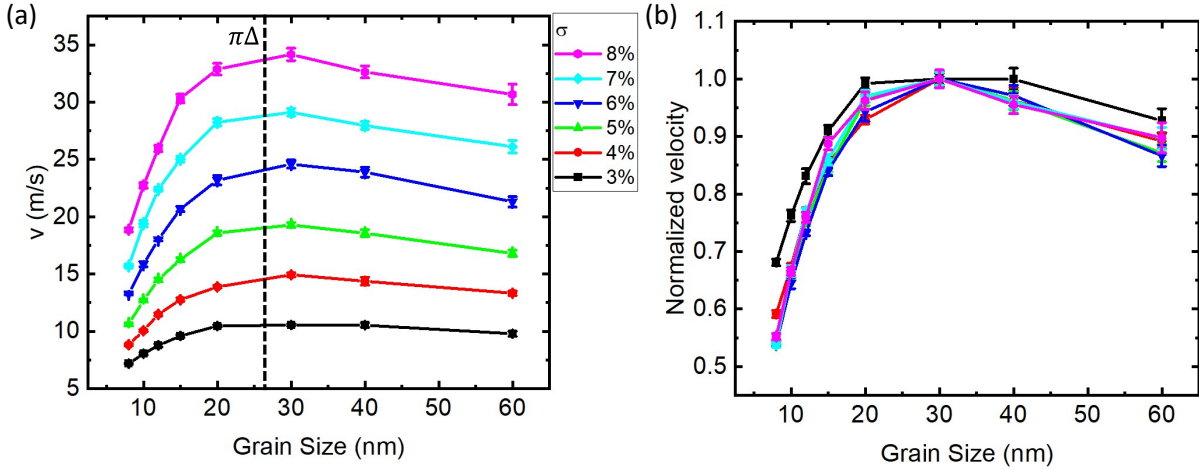 (a)
πΔ
σ
8%
7%
6%
5%
4%
3%
35
30
25
20
15
10
5
v (m/s)
10 20 30 40 50 60
Grain Size (nm)
(b)
1.1
1.0
0.9
0.8
0.7
0.6
0.5
Normalized velocity
10 20 30 40 50 60
Grain Size (nm)